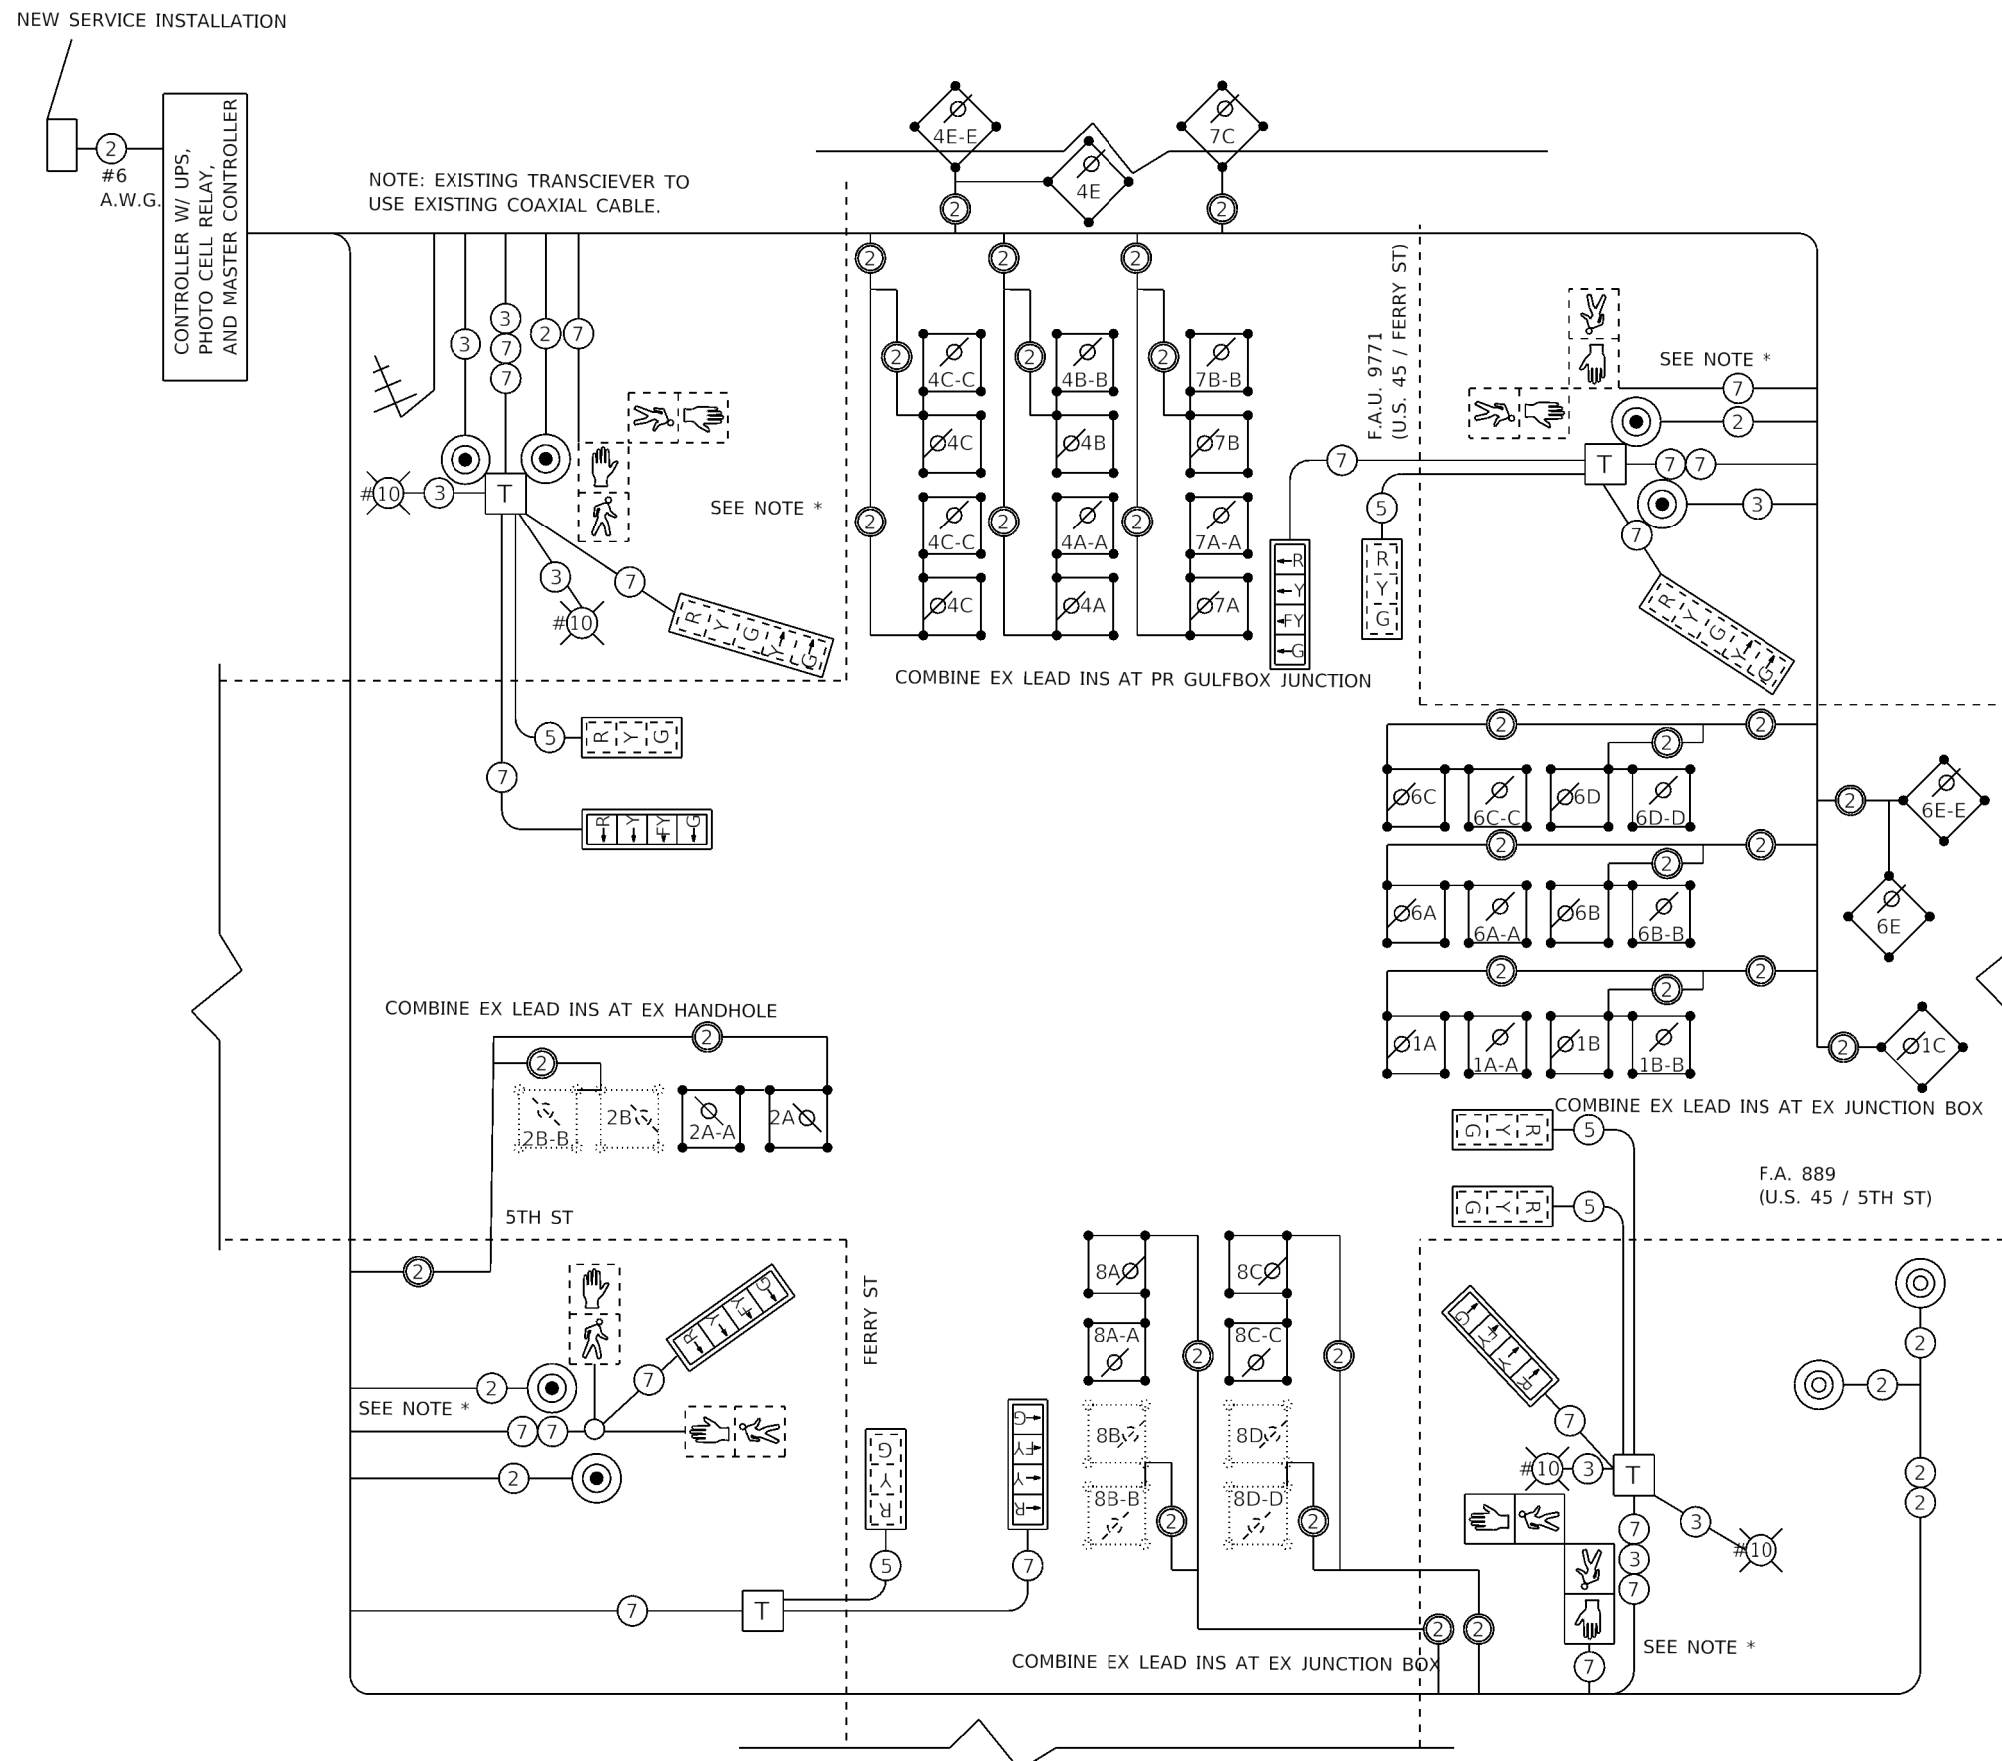 NEW SERVICE INSTALLATION
2
#6
A.W.G.
CONTROLLER W/ UPS,
PHOTO CELL RELAY,
AND MASTER CONTROLLER
NOTE: EXISTING TRANSCIEVER TO
USE EXISTING COAXIAL CABLE.
4E-E
4E
7C
2
2
3
3
7
7
2
7
#10
3
T
SEE NOTE *
3
#10
7
R Y G Y G
5
R Y G
7
R Y FY G
2
2
2
2
2
2
4C-C
4B-B
7B-B
4C
4B
7B
2
2
2
4C-C
4A-A
7A-A
4C
4A
7A
COMBINE EX LEAD INS AT PR GULFBOX JUNCTION
F.A.U. 9771
(U.S. 45 / FERRY ST)
7
R
Y
FY
G
5
R
Y
G
SEE NOTE *
7
2
T
7
7
3
7
R Y G Y G
2
2
2
6C
6C-C
6D
6D-D
2
2
2
6A
6A-A
6B
6B-B
2
2
2
1A
1A-A
1B
1B-B
2
6E-E
6E
2
1C
COMBINE EX LEAD INS AT EX JUNCTION BOX
COMBINE EX LEAD INS AT EX HANDHOLE
2
2
2B-B
2B
2A-A
2A
5TH ST
2
G Y R
5
G Y R
5
F.A. 889
(U.S. 45 / 5TH ST)
R Y FY G
7
2
SEE NOTE *
7
7
2
FERRY ST
G
Y
R
5
G
FY
Y
R
7
7
T
8A
8C
8A-A
8C-C
2
2
8B
8D
8B-B
8D-D
2
2
2
2
COMBINE EX LEAD INS AT EX JUNCTION BOX
G FY Y R
7
#10
3
T
3
#10
7
3
7
7
SEE NOTE *
2
2
2
2